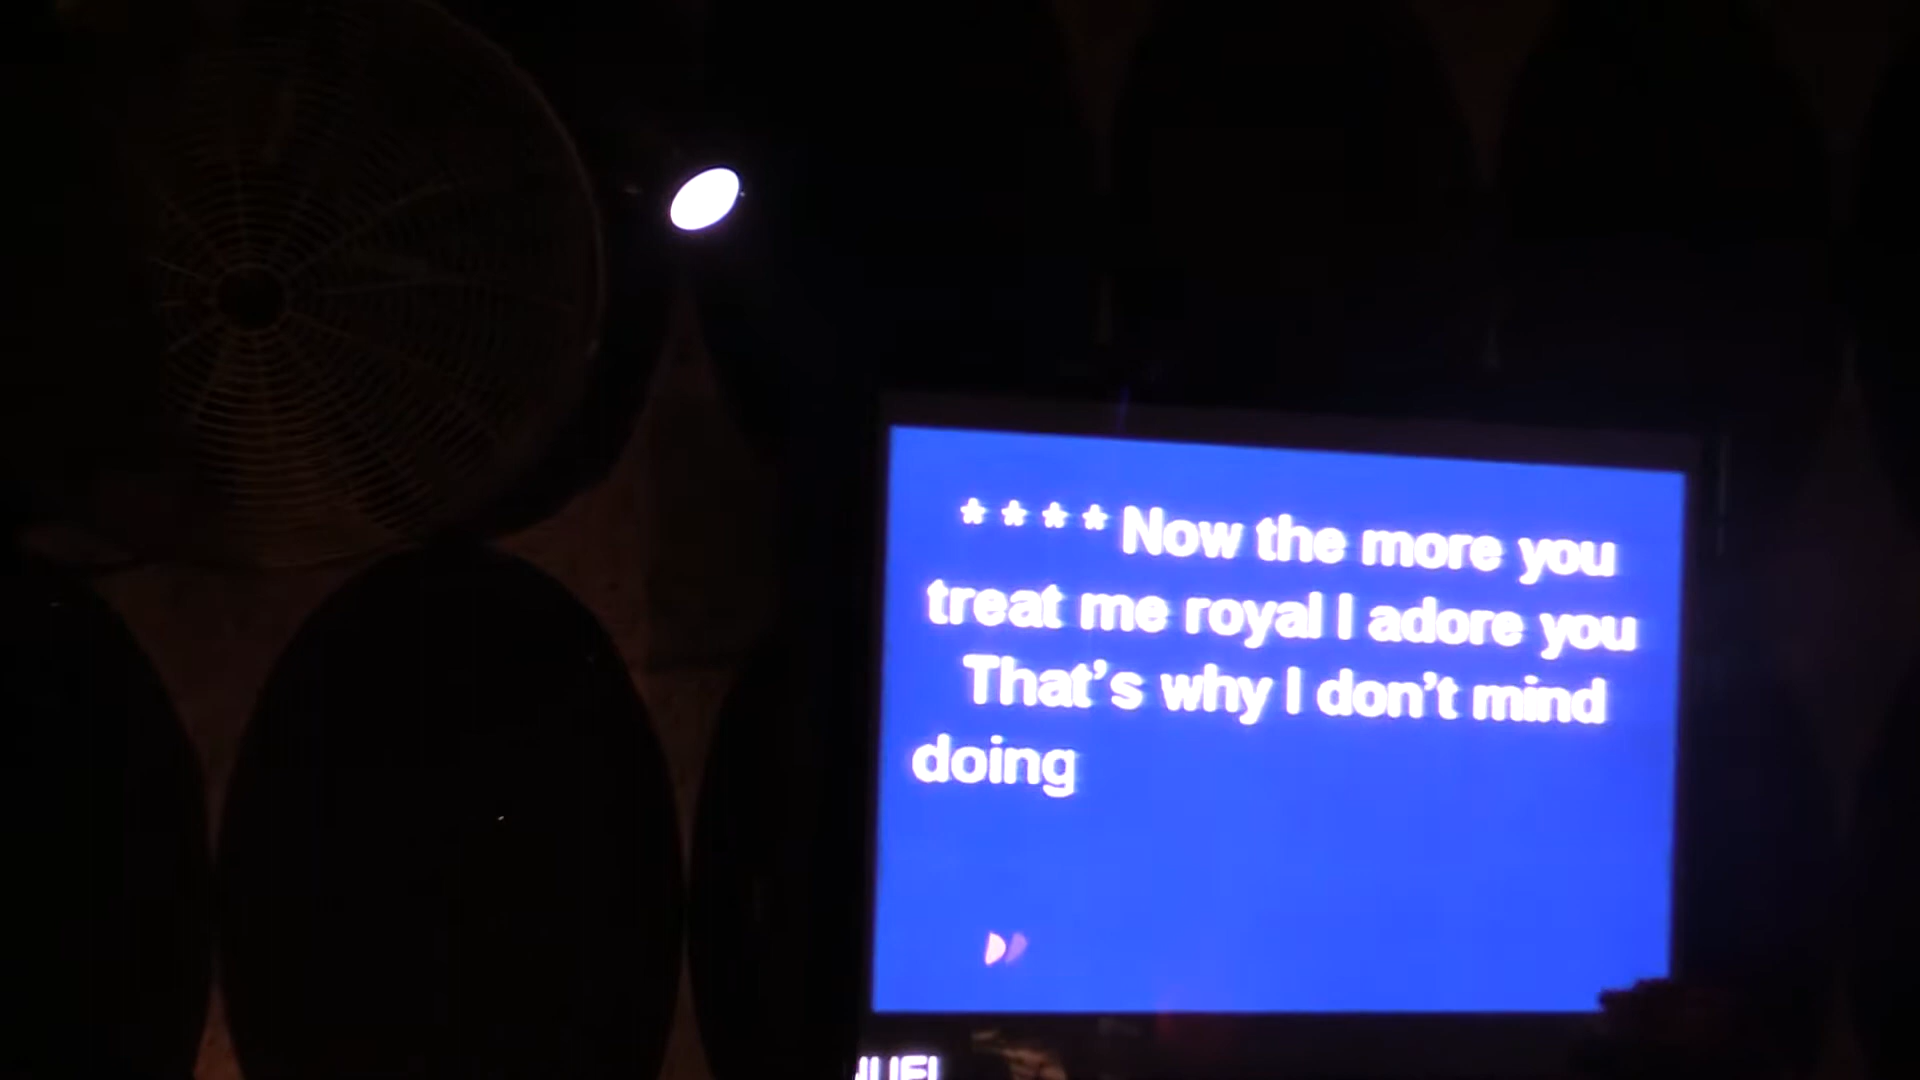 * * * * Now the more you
treat me royal I adore you
That's why I don't mind
doing